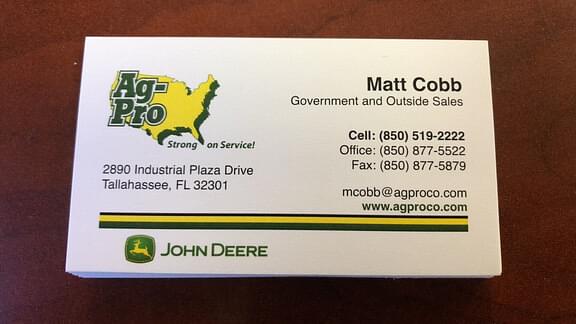 Ag-
Pro
Strong on Service!
2890 Industrial Plaza Drive
Tallahassee, FL 32301
Matt Cobb
Government and Outside Sales
Cell: (850) 519-2222
Office: (850) 877-5522
Fax: (850) 877-5879
mcobb@agproco.com
www.agproco.com
JOHN DEERE